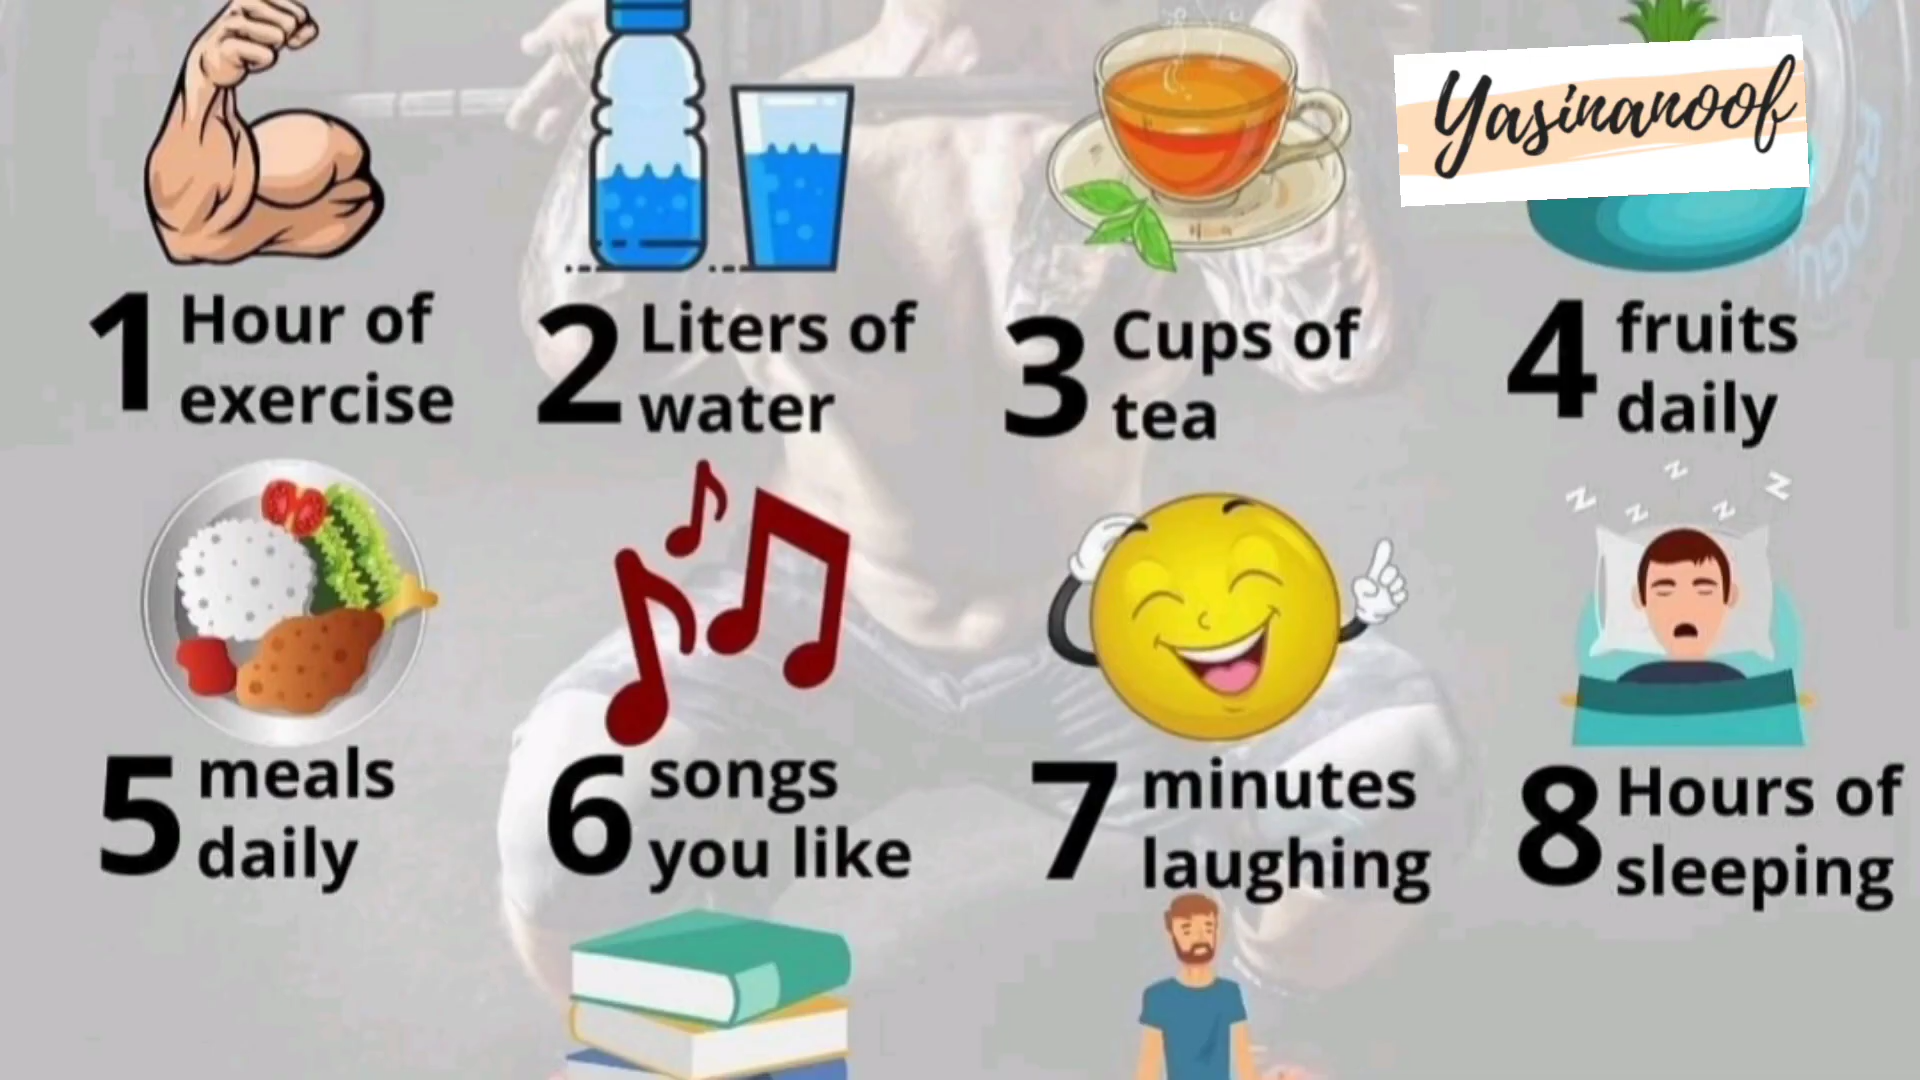 Yasinanoof
1 Hour of
exercise
2 Liters of
water
3 Cups of
tea
4 fruits
daily
5 meals
daily
6 songs
you like
7 minutes
laughing
8 Hours of
sleeping